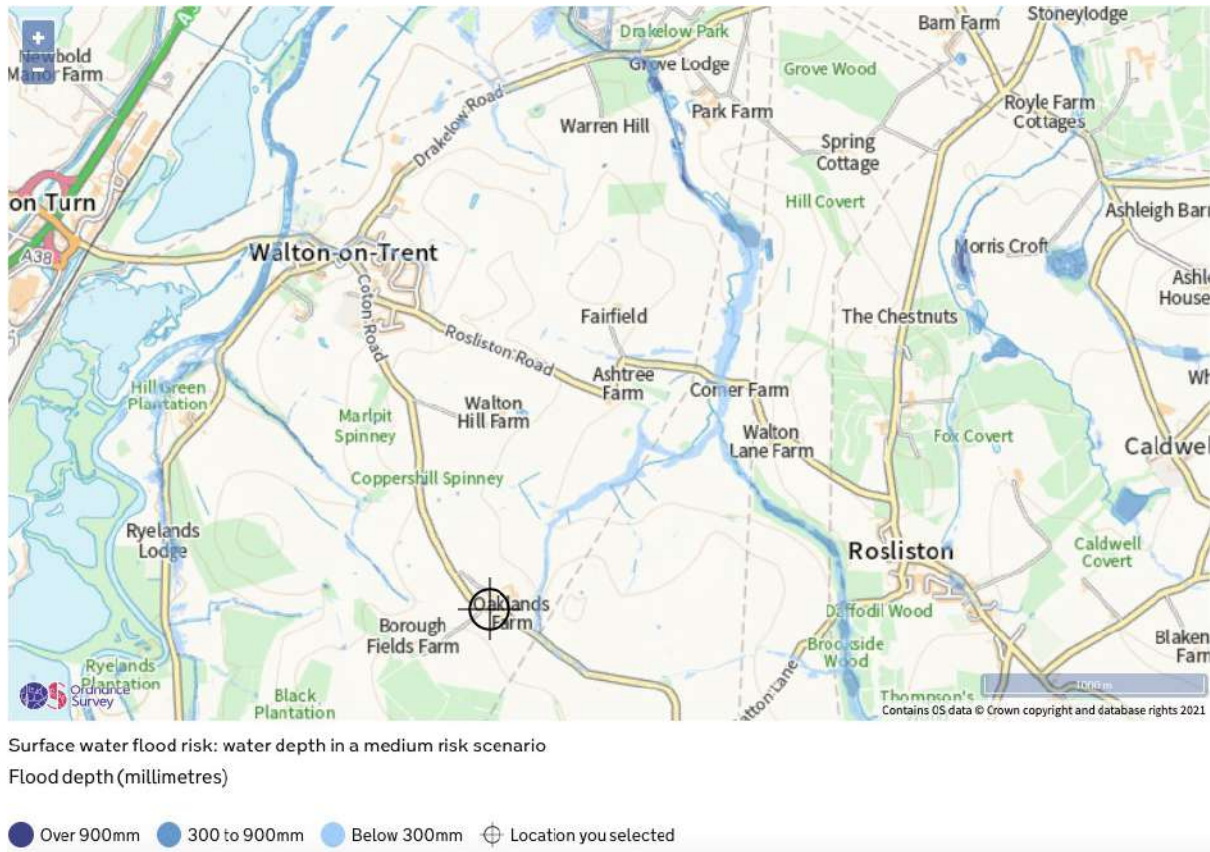 Stoneylodge
Barn Farm
Drakelow Park
Newbold
Manor Farm
Grove Lodge
Grove Wood
Royle Farm
Cottages
Park Farm
Warren Hill
Drakelow Road
Spring
Cottage
on Turn
Hill Covert
Ashleigh Barn
A38
Walton-on-Trent
Morris Croft
Coton Road
Fairfield
The Chestnuts
Rosliston Road
Ashtree
Farm
Corner Farm
Hill Green
Plantation
Walton
Hill Farm
Marlpit
Spinney
Walton
Lane Farm
Fox Covert
Caldwel
Coppershill Spinney
Ryelands
Lodge
Rosliston
Caldwell
Covert
Oaklands
Farm
Borough
Fields Farm
Daffodil Wood
Brookside
Wood
Blaken
Farm
Ryelands
Plantation
Black
Plantation
Thompson's
1000 m
Ordnance
Survey
Contains OS data © Crown copyright and database rights 2021
Surface water flood risk: water depth in a medium risk scenario
Flood depth (millimetres)
Over 900mm 300 to 900mm Below 300mm Location you selected